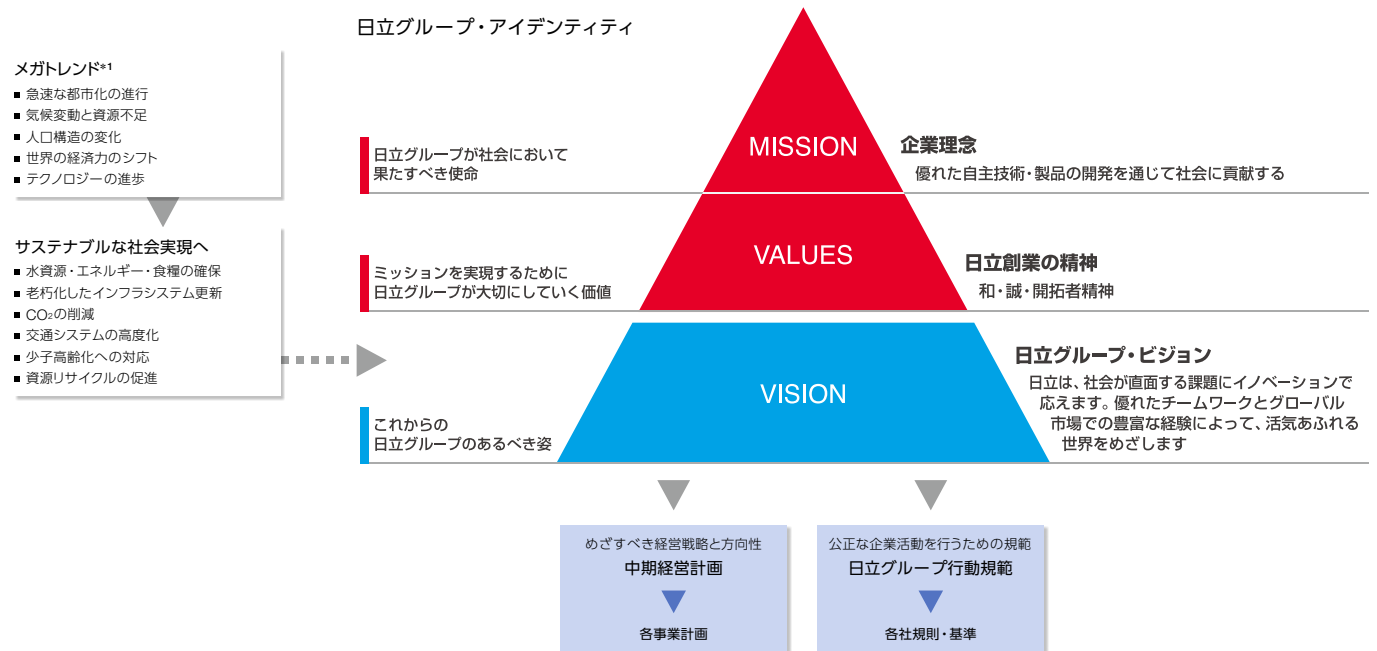 日立グループ・アイデンティティ
メガトレンド*1
■ 急速な都市化の進行
■ 気候変動と資源不足
■ 人口構造の変化
■ 世界の経済力のシフト
■ テクノロジーの進歩
サステナブルな社会実現へ
■ 水資源・エネルギー・食糧の確保
■ 老朽化したインフラシステム更新
■ CO₂の削減
■ 交通システムの高度化
■ 少子高齢化への対応
■ 資源リサイクルの促進
日立グループが社会において
果たすべき使命
MISSION
企業理念
優れた自主技術・製品の開発を通じて社会に貢献する
ミッションを実現するために
日立グループが大切にしていく価値
VALUES
日立創業の精神
和・誠・開拓者精神
これからの
日立グループのあるべき姿
VISION
日立グループ・ビジョン
日立は、社会が直面する課題にイノベーションで
応えます。優れたチームワークとグローバル
市場での豊富な経験によって、活気あふれる
世界をめざします
めざすべき経営戦略と方向性
中期経営計画
各事業計画
公正な企業活動を行うための規範
日立グループ行動規範
各社規則・基準